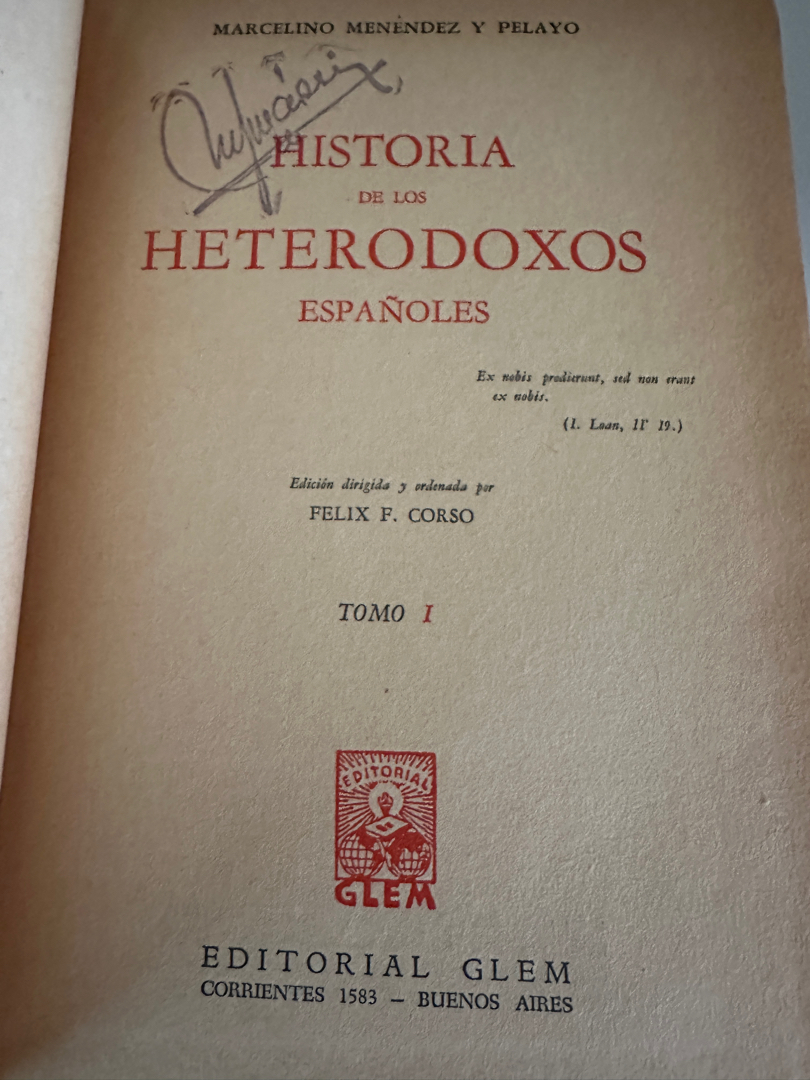 MARCELINO MENÉNDEZ Y PELAYO
HISTORIA
DE LOS
HETERODOXOS
ESPAÑOLES
Ex nobis prodierunt, sed non erant
ex nobis.
(I. Loan, II' 19.)
Edición dirigida y ordenada por
FELIX F. CORSO
TOMO I
EDITORIAL
GLEM
EDITORIAL GLEM
CORRIENTES 1583 — BUENOS AIRES